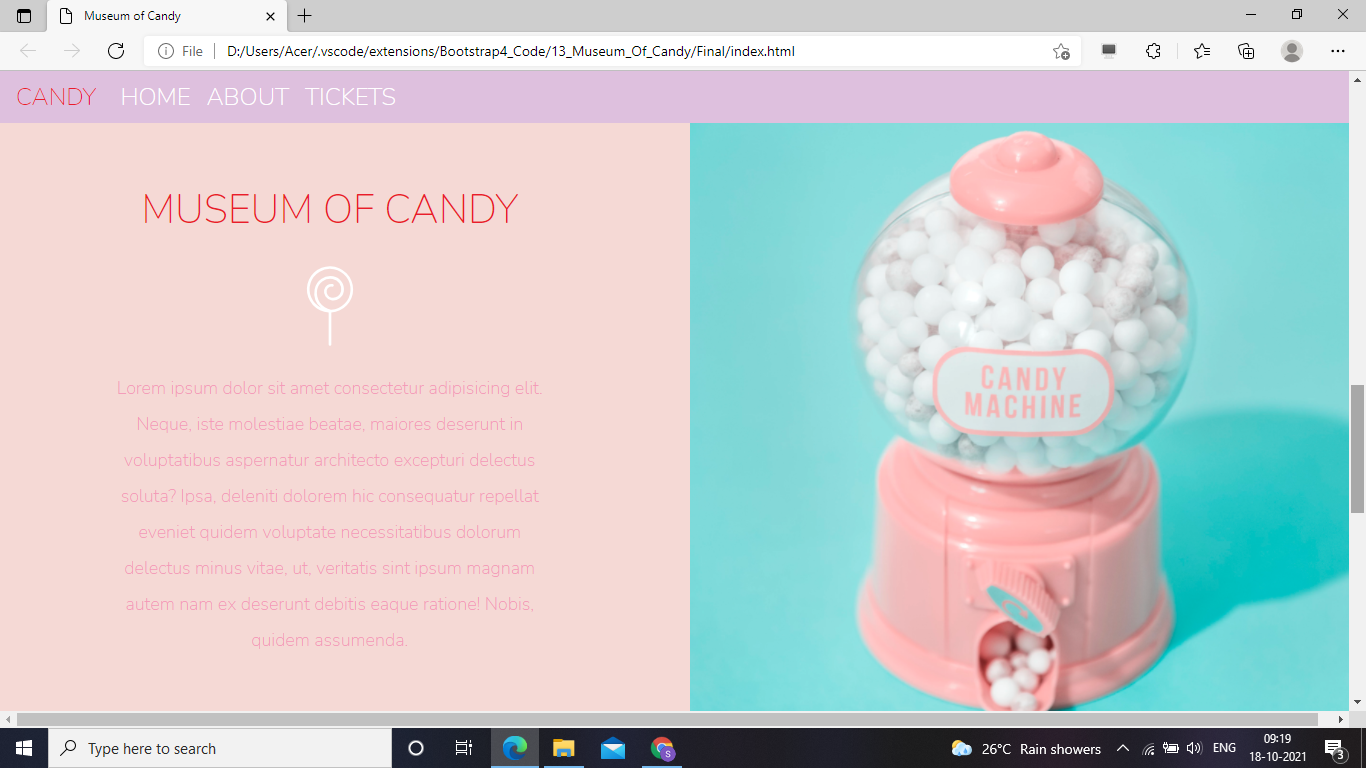 Museum of Candy
File
D:/Users/Acer/.vscode/extensions/Bootstrap4_Code/13_Museum_Of_Candy/Final/index.html
CANDY HOME ABOUT TICKETS
MUSEUM OF CANDY
Lorem ipsum dolor sit amet consectetur adipisicing elit.
Neque, iste molestiae beatae, maiores deserunt in
voluptatibus aspernatur architecto excepturi delectus
soluta? Ipsa, deleniti dolorem hic consequatur repellat
eveniet quidem voluptate necessitatibus dolorum
delectus minus vitae, ut, veritatis sint ipsum magnam
autem nam ex deserunt debitis eaque ratione! Nobis,
quidem assumenda.
CANDY
MACHINE
Type here to search
S
26°C Rain showers
ENG
09:19
18-10-2021
3